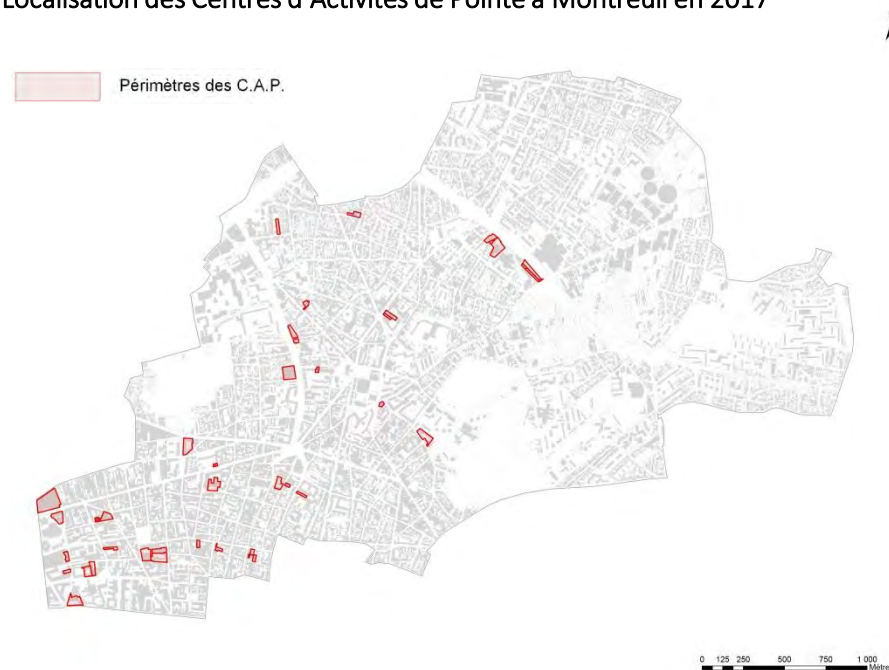 Localisation des Centres d'Activités de Pointe à Montreuil en 2017
Périmètres des C.A.P.
0 125 250 500 750 1 000
Mètres